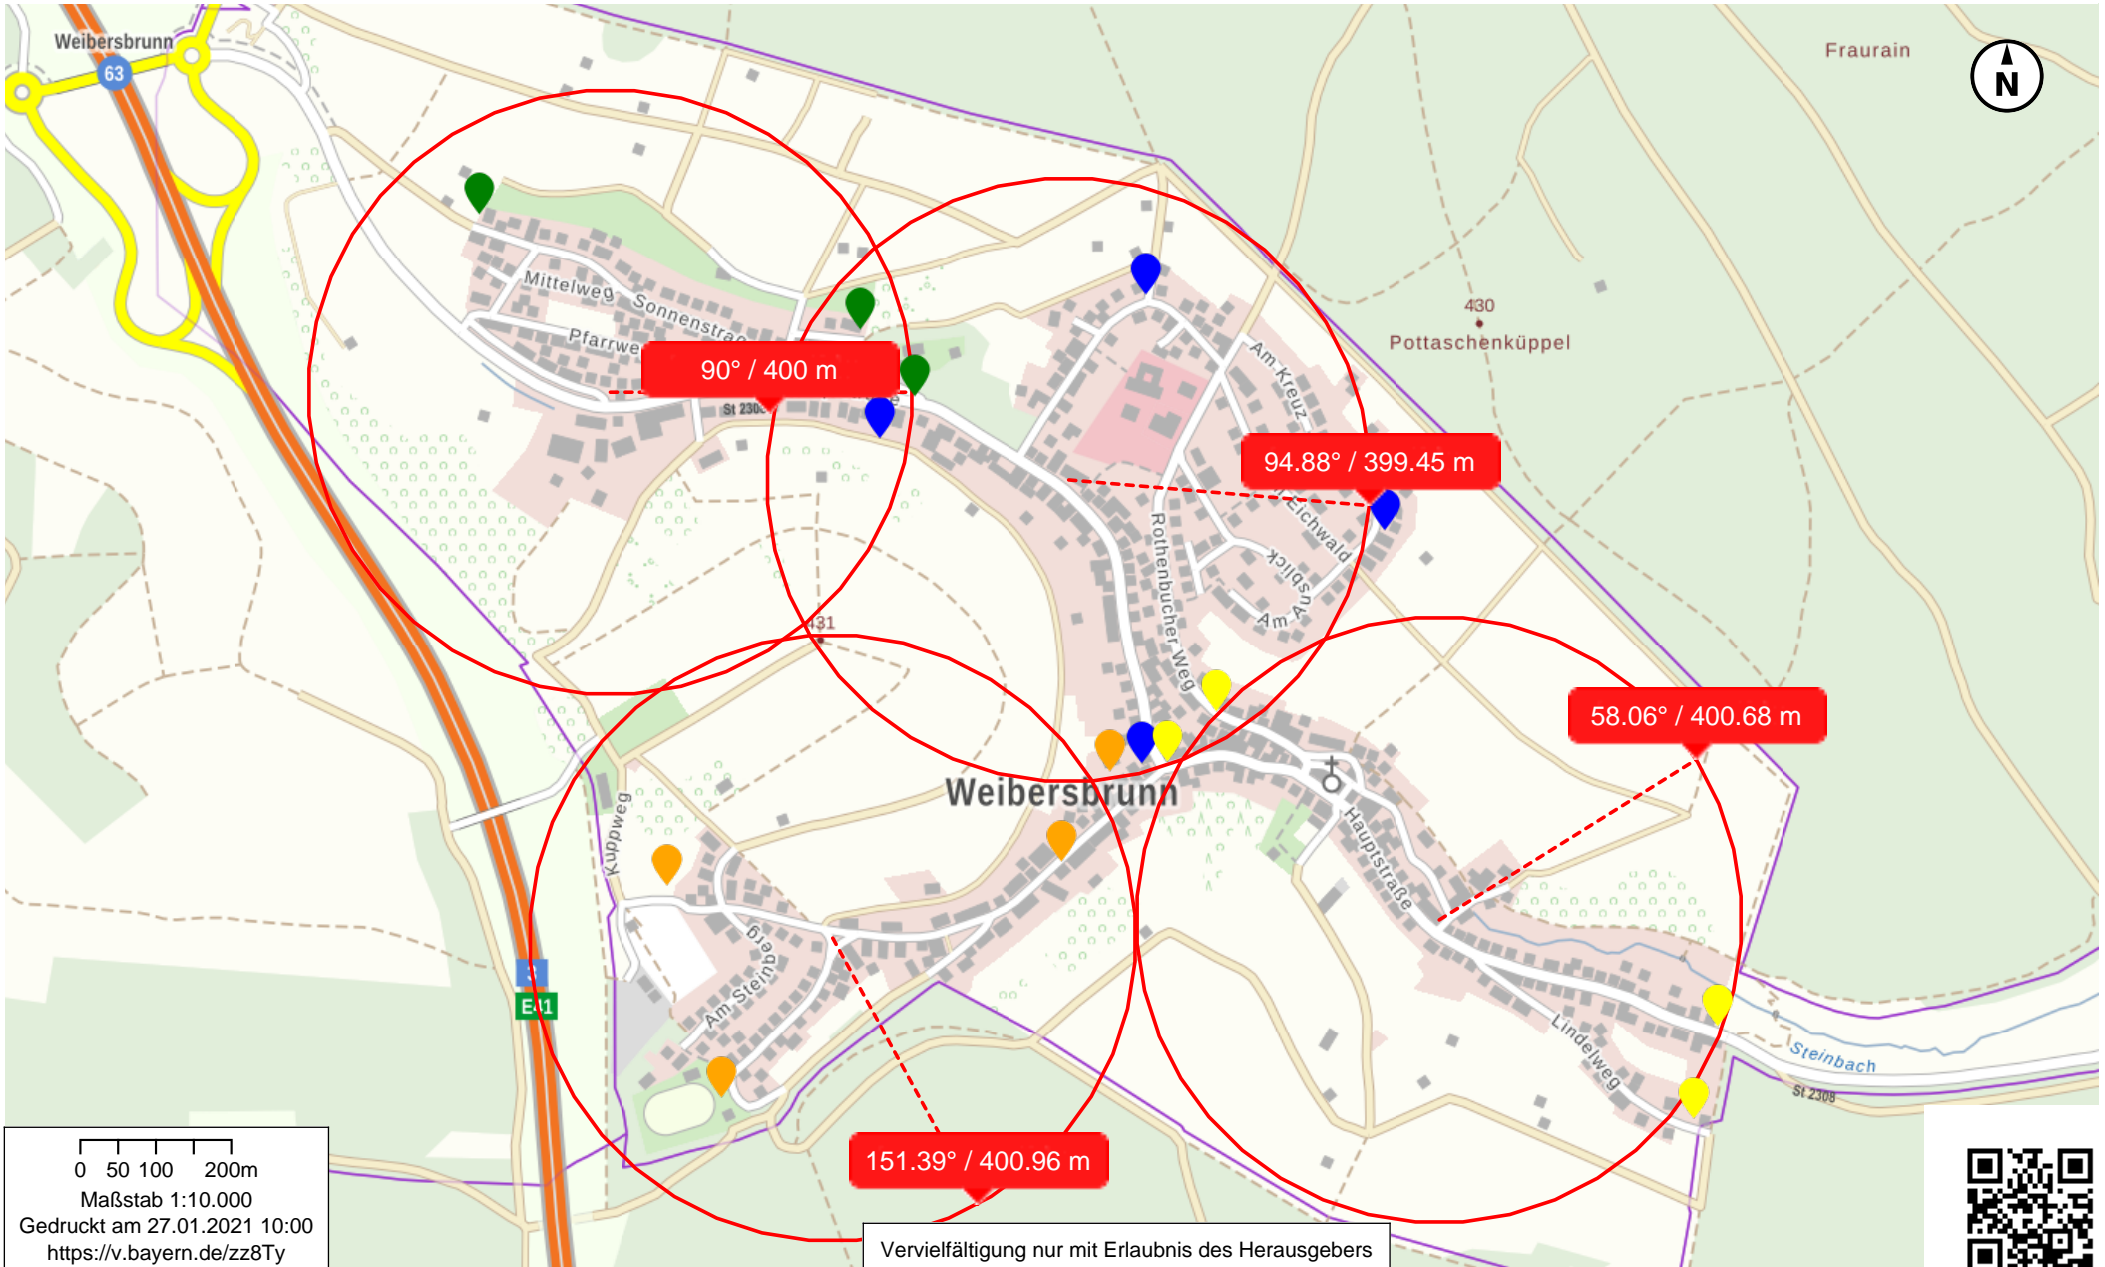 Weibersbrunn
63
Fraurain
N
Mittelweg
Sonnenstraß
Pfarrwe
90° / 400 m
St 2308
430
Pottaschenküppel
Am Kreuz
94.88° / 399.45 m
Eichwald
Am Ausblick
Rothenbucher Weg
431
58.06° / 400.68 m
Weibersbrunn
Kuppweg
Hauptstraße
Am Steinberg
3
E41
Lindelweg
Steinbach
St 2308
151.39° / 400.96 m
0 50 100 200m
Maßstab 1:10.000
Gedruckt am 27.01.2021 10:00
https://v.bayern.de/zz8Ty
Vervielfältigung nur mit Erlaubnis des Herausgebers